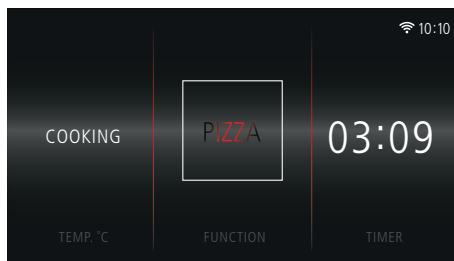 10:10
COOKING
PIZZA
03:09
TEMP. °C
FUNCTION
TIMER